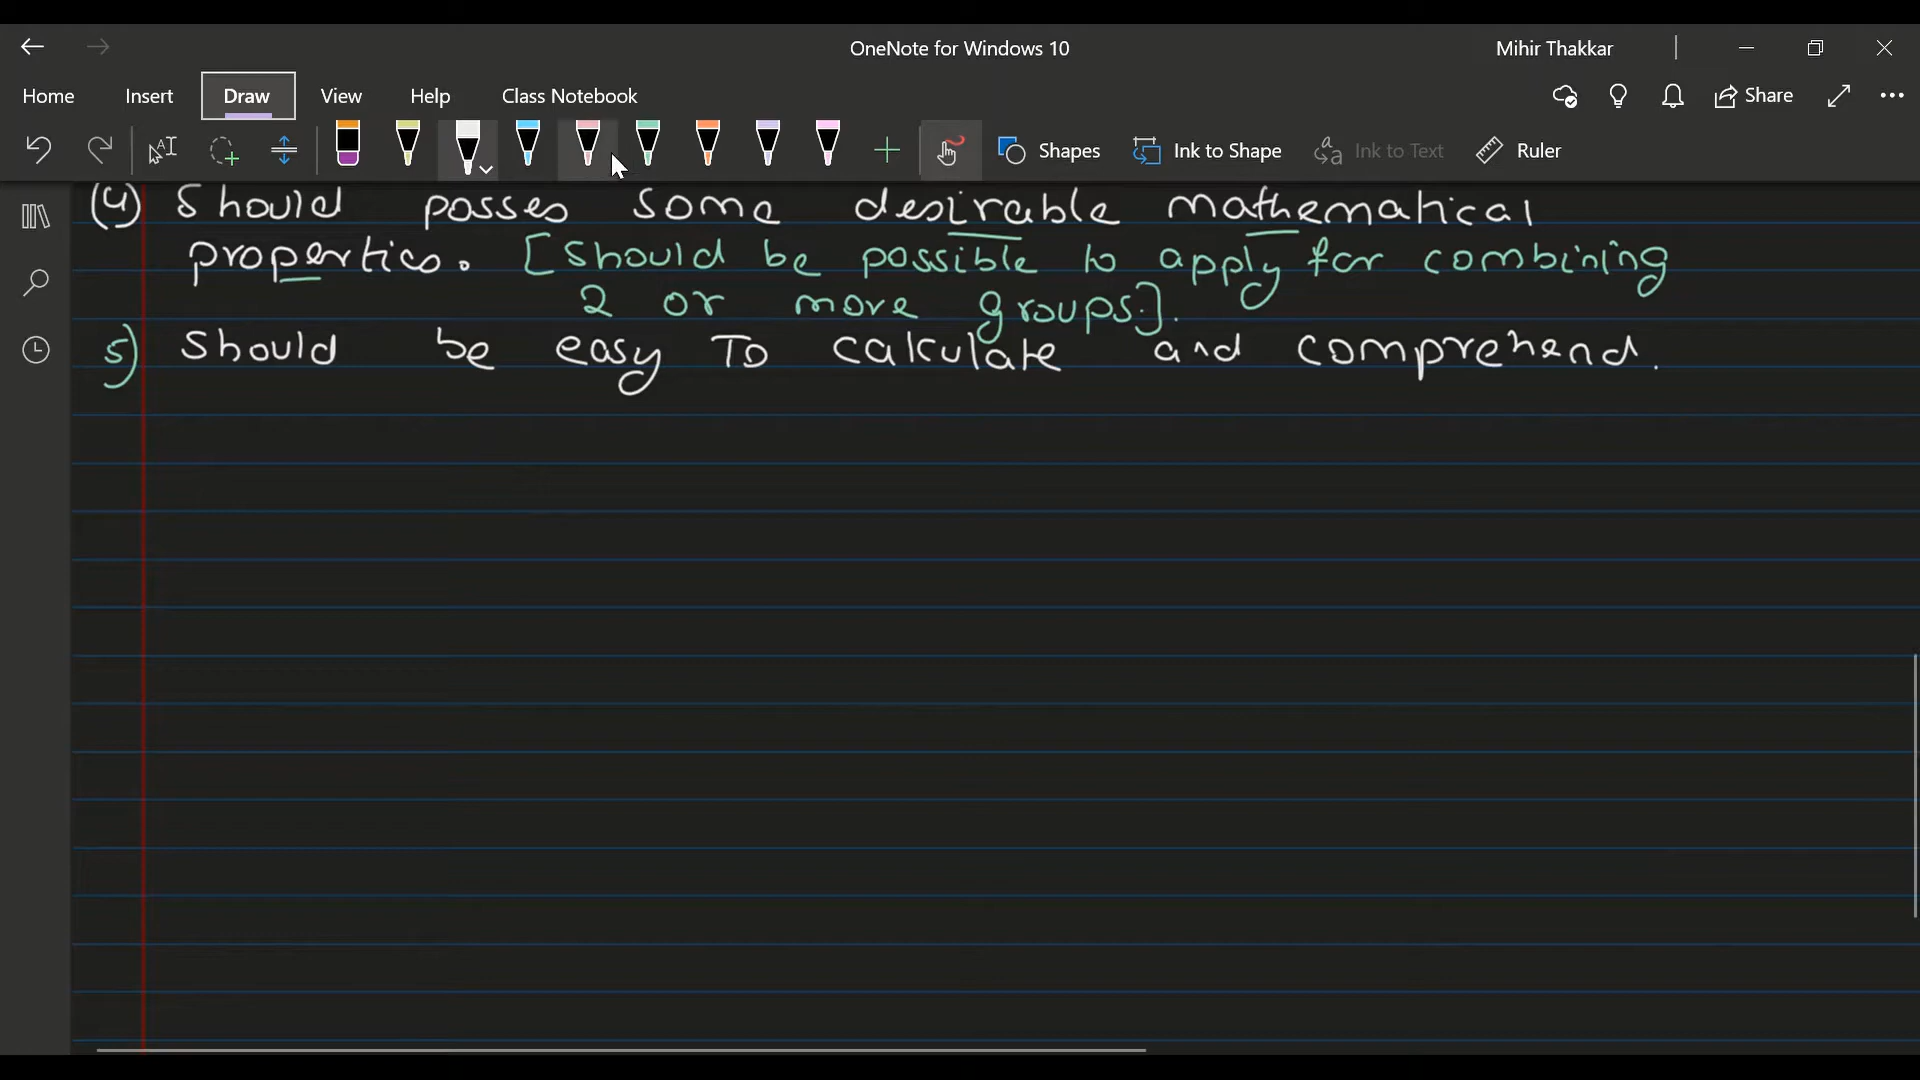 OneNote for Windows 10
Mihir Thakkar
Home Insert Draw View Help Class Notebook
Share
Shapes Ink to Shape Ink to Text Ruler
(4) Should posses some desirable mathematical
properties. [Should be possible to apply for combining
2 or more groups.].
5) Should be easy To calculate and comprehend.